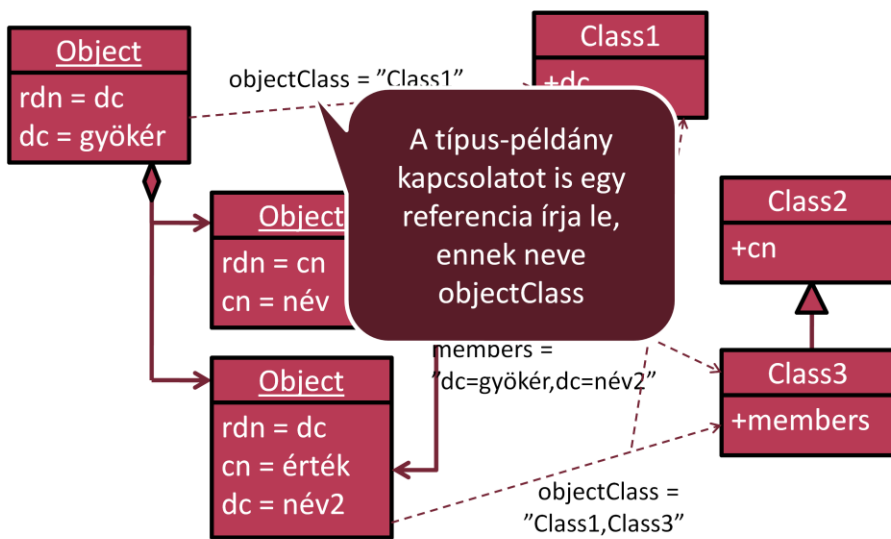 Object
rdn = dc
dc = gyökér
objectClass = ”Class1”
Class1
+dc
A típus-példány
kapcsolatot is egy
referencia írja le,
ennek neve
objectClass
Object
rdn = cn
cn = név
Class2
+cn
members =
”dc=gyökér,dc=név2”
Object
rdn = dc
cn = érték
dc = név2
Class3
+members
objectClass =
”Class1,Class3”